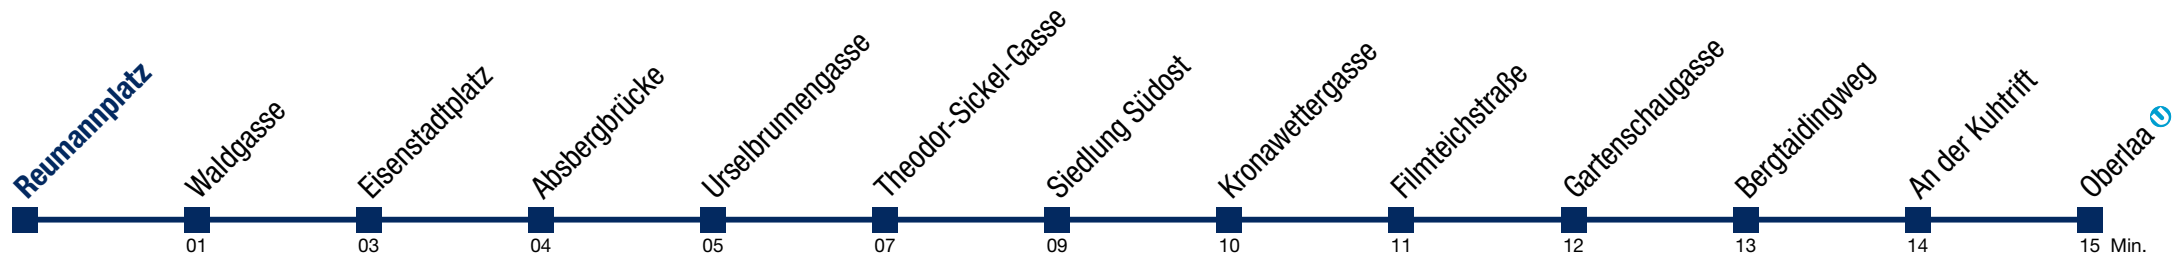 Reumannplatz
Waldgasse
Eisenstadtplatz
Absbergbrücke
Urselbrunnengasse
Theodor-Sickel-Gasse
Siedlung Südost
Kronawettergasse
Filmteichstraße
Gartenschaugasse
Bergtaidingweg
An der Kuhtrift
Oberlaa U
01 03 04 05 07 09 10 11 12 13 14 15 Min.